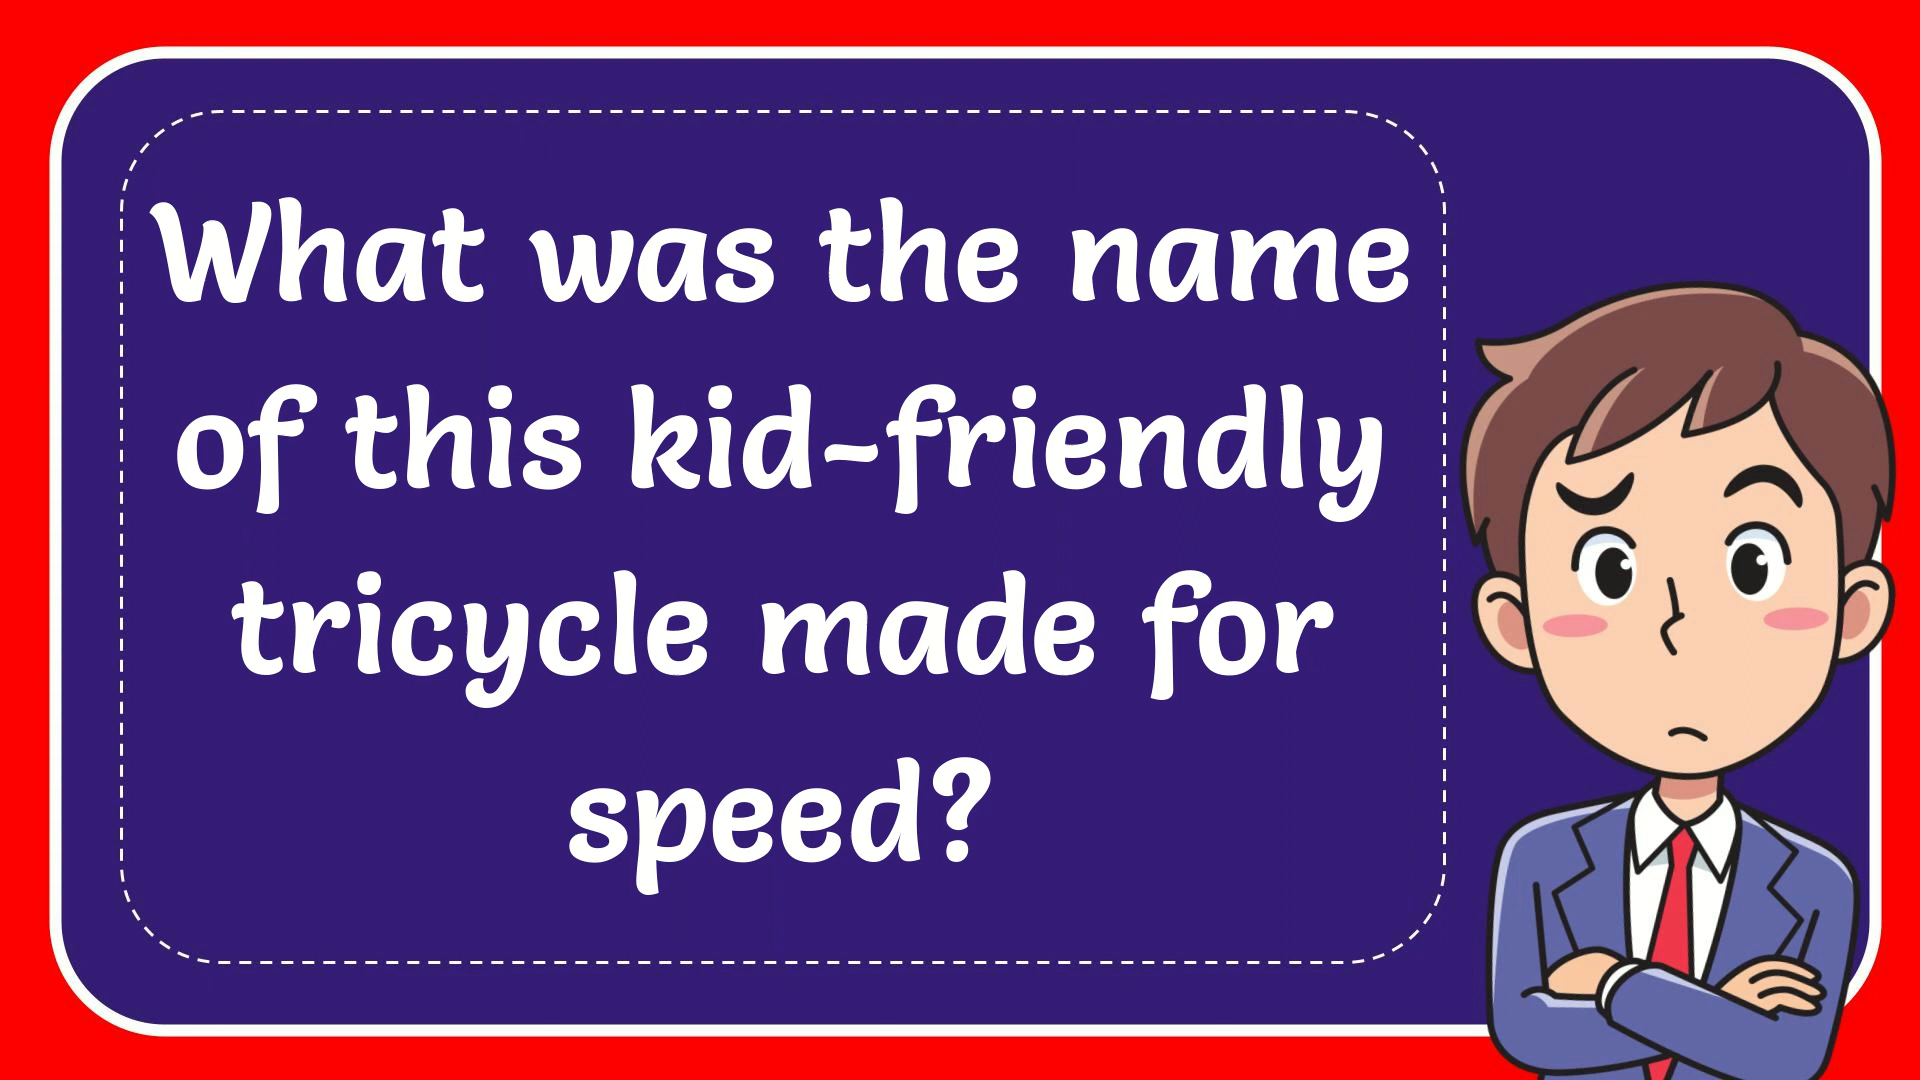 What was the name
of this kid-friendly
tricycle made for
speed?